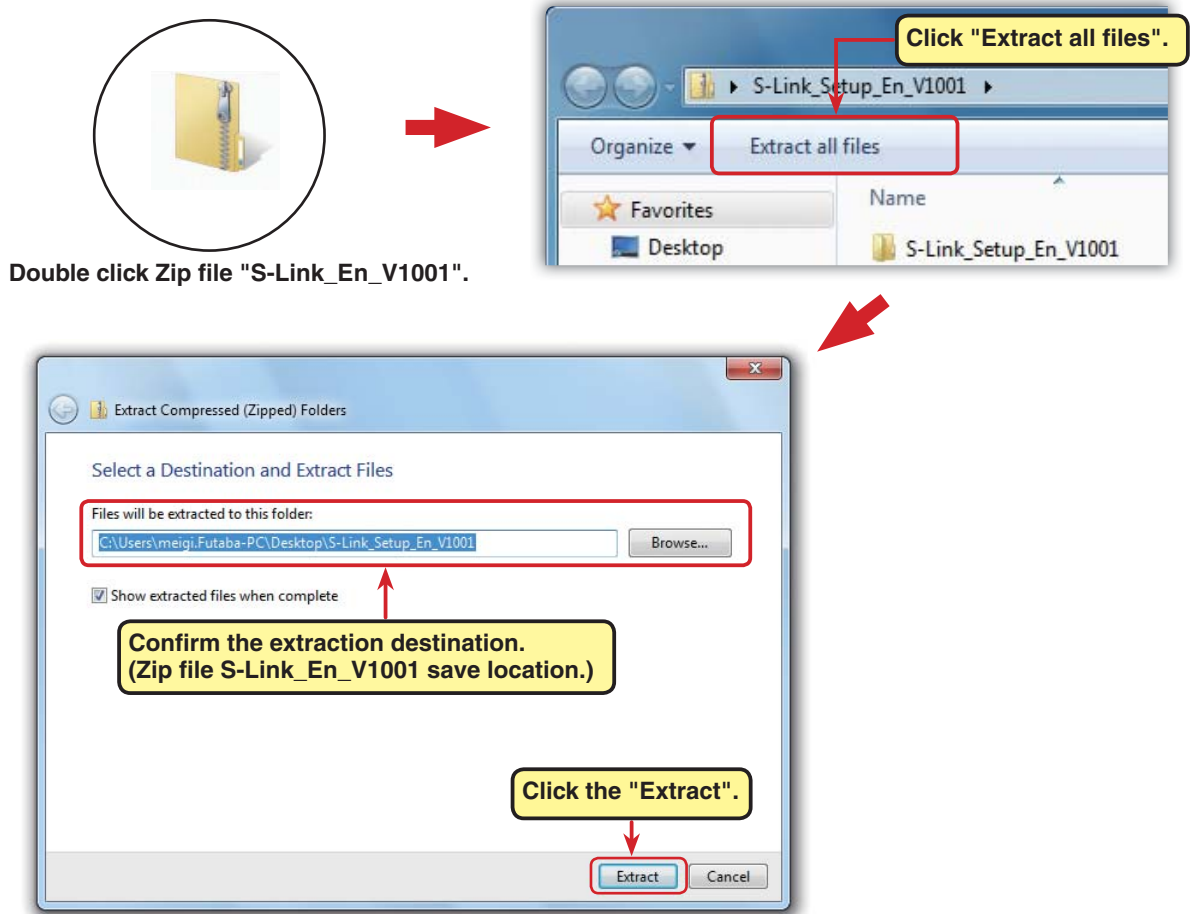 Double click Zip file "S-Link_En_V1001".
Click "Extract all files".
S-Link_Setup_En_V1001
Organize Extract all files
Favorites
Desktop
Name
S-Link_Setup_En_V1001
x
Extract Compressed (Zipped) Folders
Select a Destination and Extract Files
Files will be extracted to this folder:
C:\Users\meigi.Futaba-PC\Desktop\S-Link_Setup_En_V1001 Browse...
Show extracted files when complete
Confirm the extraction destination.
(Zip file S-Link_En_V1001 save location.)
Click the "Extract".
Extract Cancel